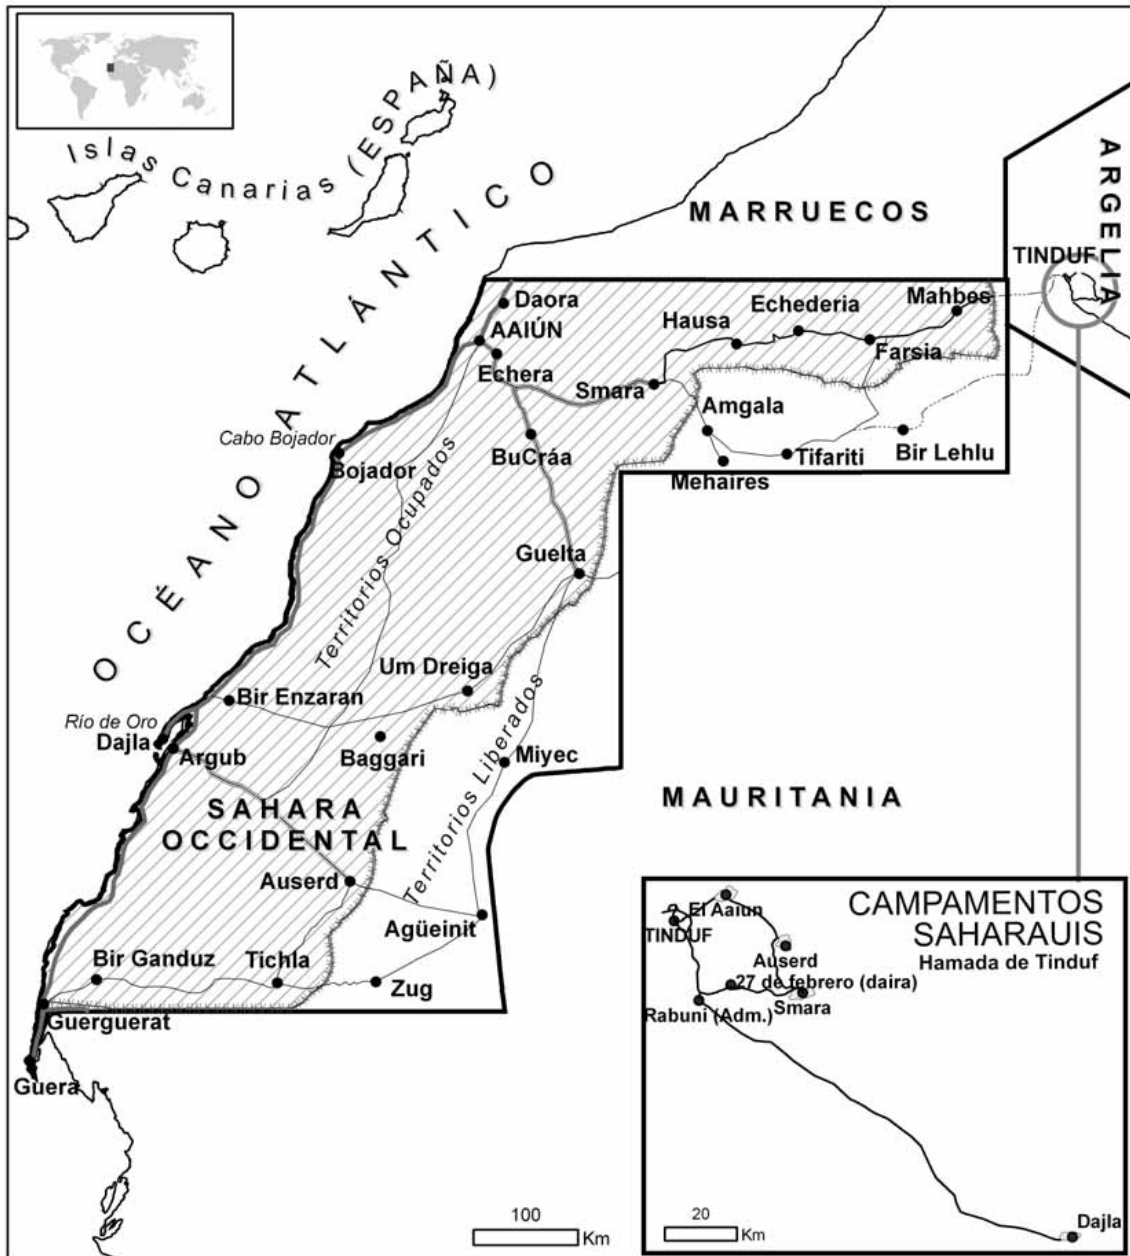 Islas Canarias (ESPAÑA)
OCÉANO ATLÁNTICO
MARRUECOS
ARGELIA
TINDUF
Daora
AAIÚN
Echera
Hausa
Echederia
Mahbes
Farsia
Smara
Amgala
Cabo Bojador
Bojador
BuCráa
Tifariti
Bir Lehlu
Mehaires
Territorios Ocupados
Guelta
Um Dreiga
Bir Enzaran
Río de Oro
Dajla
Argub
Baggari
Miyec
Territorios Liberados
MAURITANIA
SAHARA
OCCIDENTAL
Auserd
Agüeinit
Bir Ganduz
Tichla
Zug
Guerguerat
Guera
100
Km
CAMPAMENTOS
SAHARAUIS
Hamada de Tinduf
El Aaiun
TINDUF
Auserd
27 de febrero (daira)
Smara
Rabuni (Adm.)
Dajla
20
Km